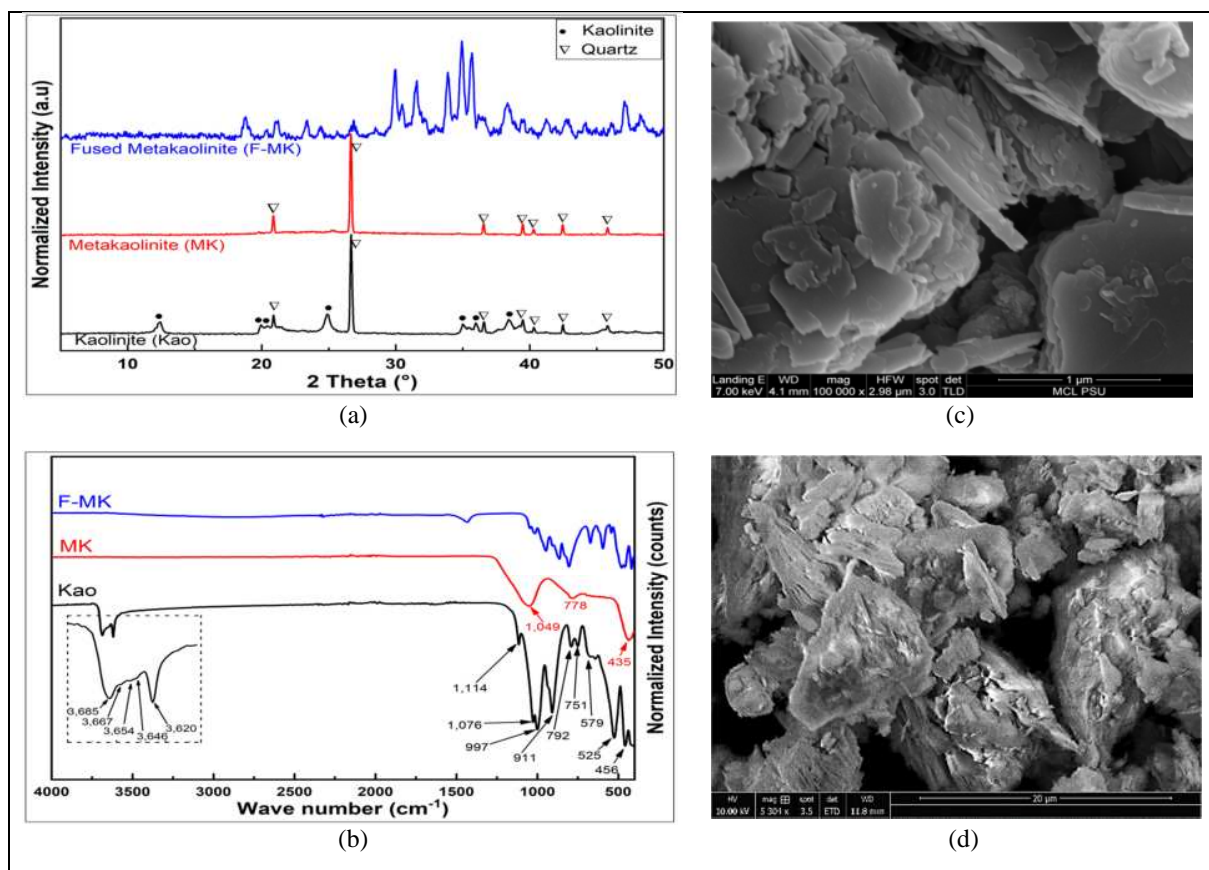 Normalized Intensity (a.u)
• Kaolinite
▽ Quartz
Fused Metakaolinite (F-MK)
Metakaolinite (MK)
Kaolinite (Kao)
10 20 30 40 50
2 Theta (°)
(a)
Landing E WD mag HFW spot det 1 µm
7.00 keV 4.1 mm 100 000 x 2.98 µm 3.0 TLD MCL PSU
(c)
F-MK
MK
Kao
1,049
778
435
1,114
1,076
997
911
792
751
579
525
456
3,685
3,667
3,654
3,646
3,620
4000 3500 3000 2500 2000 1500 1000 500
Wave number (cm⁻¹)
Normalized Intensity (counts)
(b)
HV mag spot det WD 20 µm
10.00 kV 5 304 x 3.5 ETD 11.8 mm
(d)